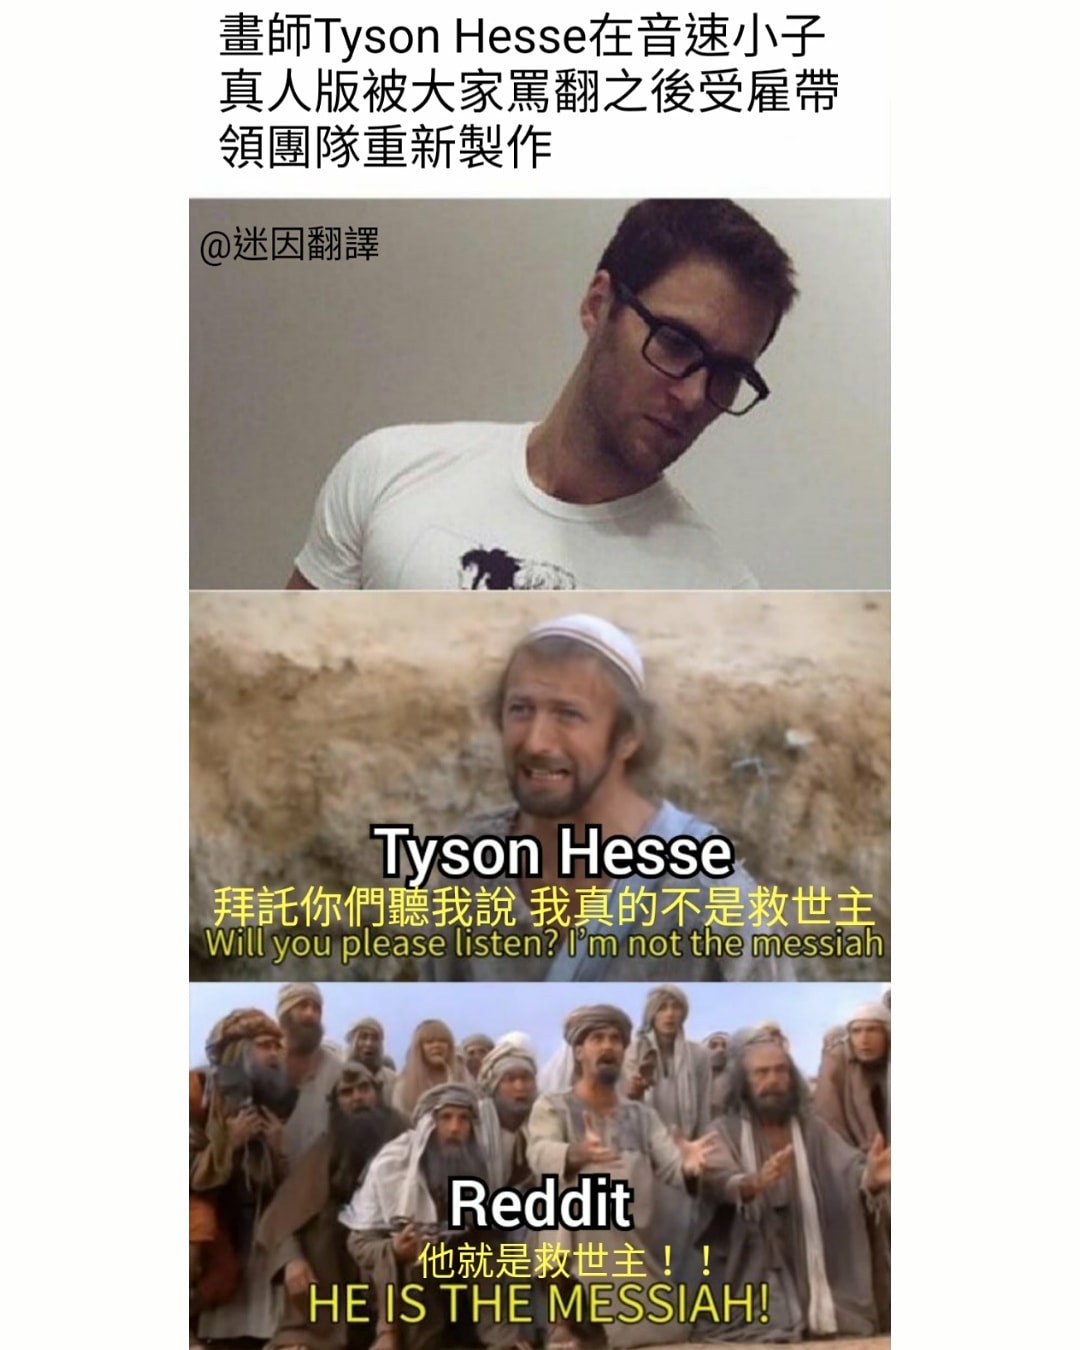 畫師Tyson Hesse在音速小子
真人版被大家罵翻之後受雇帶
領團隊重新製作
@迷因翻譯
Tyson Hesse
拜託你們聽我說 我真的不是救世主
Will you please listen? I'm not the messiah
Reddit
他就是救世主！！
HE IS THE MESSIAH!